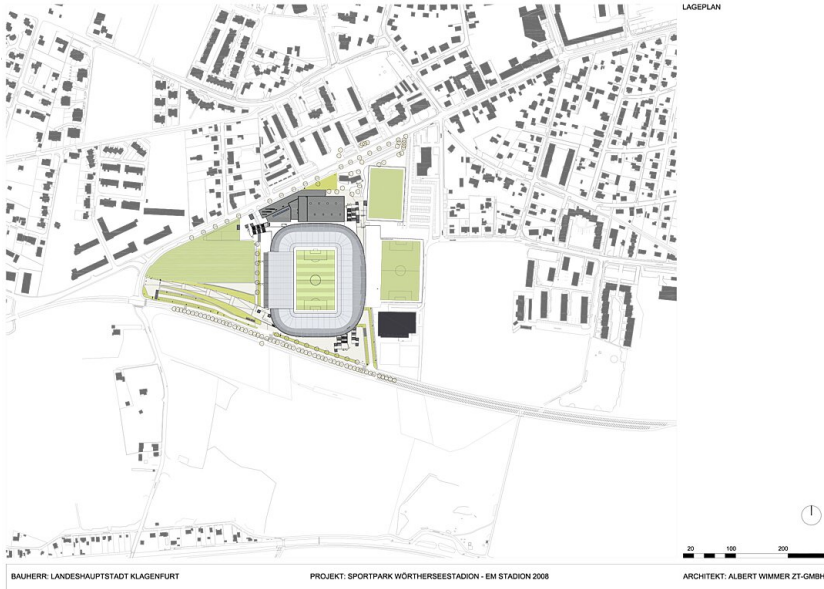 LAGEPLAN
20 100 200
BAUHERR: LANDESHAUPTSTADT KLAGENFURT PROJEKT: SPORTPARK WÖRTHERSEESTADION - EM STADION 2008 ARCHITEKT: ALBERT WIMMER ZT-GMBH